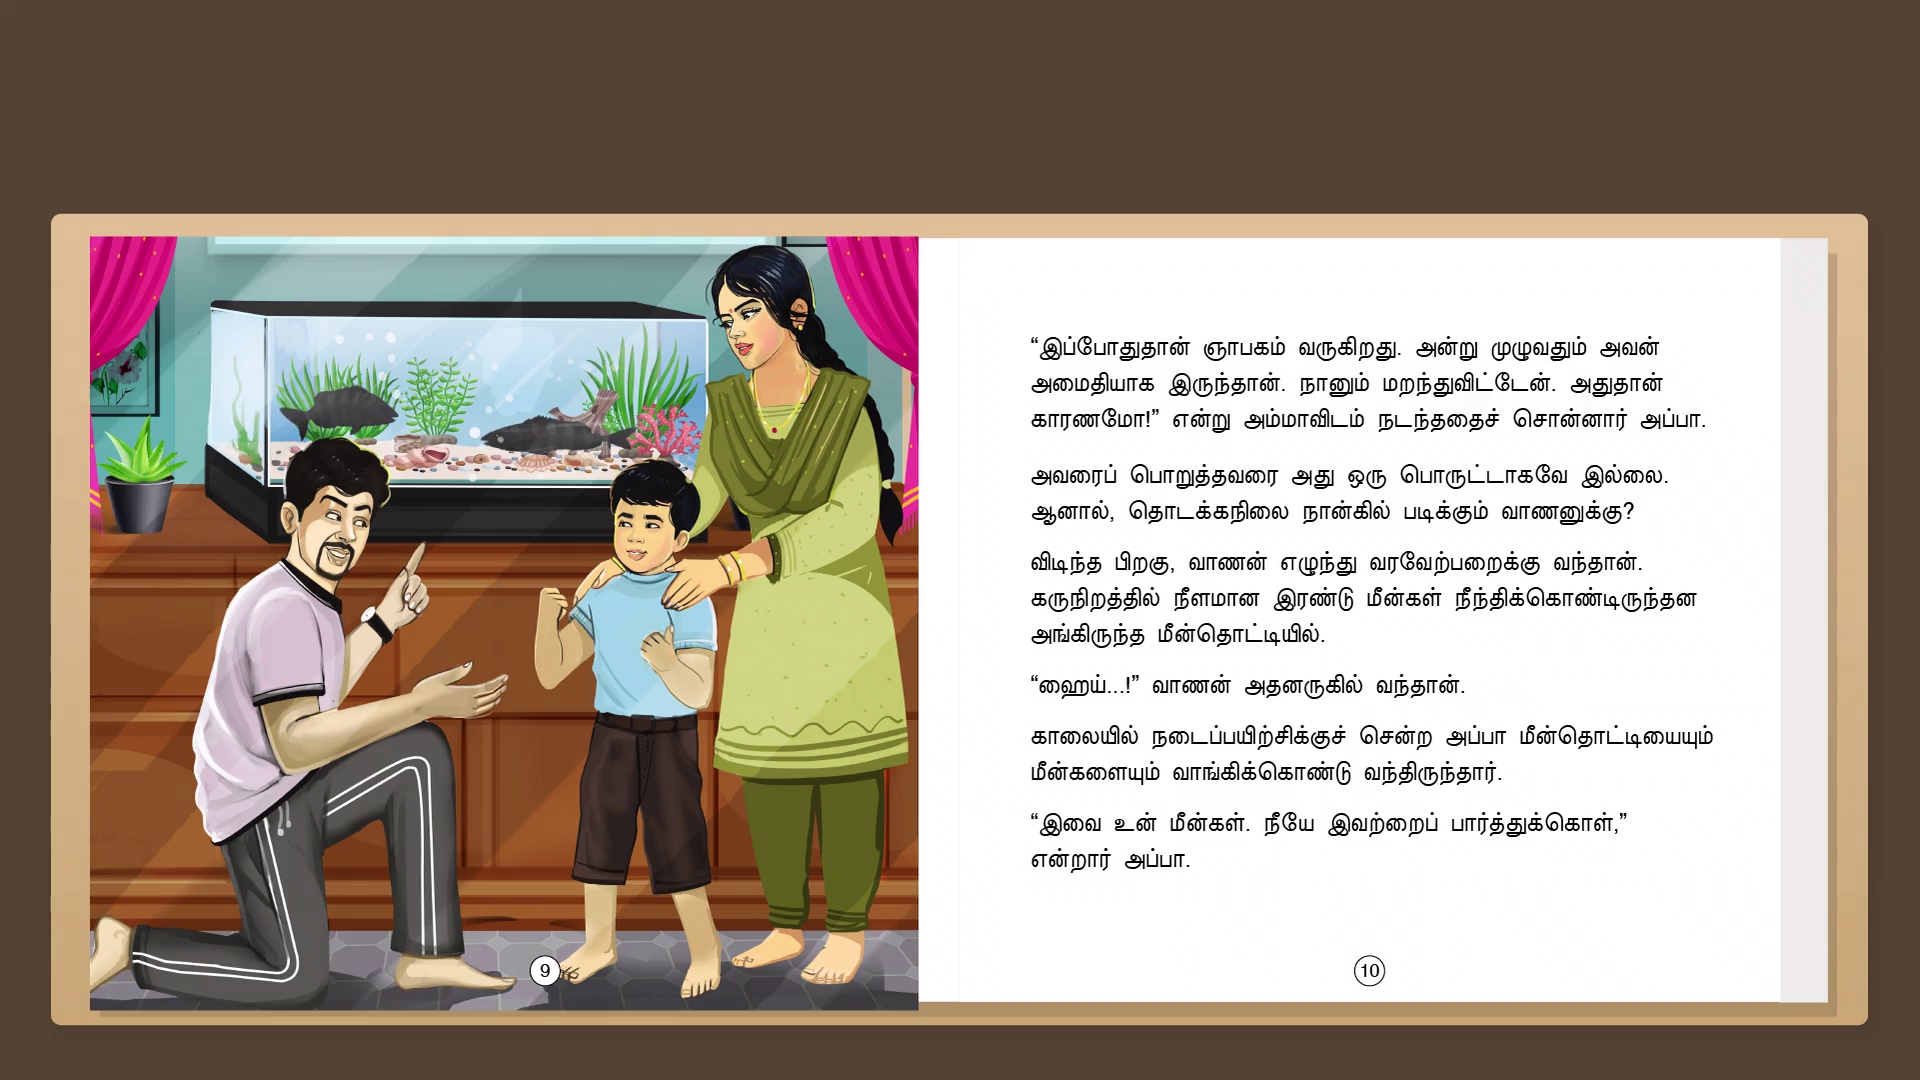 “இப்போதுதான் ஞாபகம் வருகிறது. அன்று முழுவதும் அவன்
அமைதியாக இருந்தான். நானும் மறந்துவிட்டேன். அதுதான்
காரணமோ!” என்று அம்மாவிடம் நடந்ததைச் சொன்னார் அப்பா.
அவரைப் பொறுத்தவரை அது ஒரு பொருட்டாகவே இல்லை.
ஆனால், தொடக்கநிலை நான்கில் படிக்கும் வாணனுக்கு?
விடிந்த பிறகு, வாணன் எழுந்து வரவேற்பறைக்கு வந்தான்.
கருநிறத்தில் நீளமான இரண்டு மீன்கள் நீந்திக்கொண்டிருந்தன
அங்கிருந்த மீன்தொட்டியில்.
“ஹைய்...!” வாணன் அதனருகில் வந்தான்.
காலையில் நடைப்பயிற்சிக்குச் சென்ற அப்பா மீன்தொட்டியையும்
மீன்களையும் வாங்கிக்கொண்டு வந்திருந்தார்.
“இவை உன் மீன்கள். நீயே இவற்றைப் பார்த்துக்கொள்,”
என்றார் அப்பா.
9
10